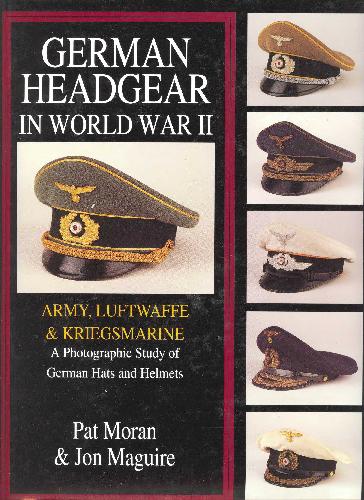 GERMAN
HEADGEAR
IN WORLD WAR II
ARMY, LUFTWAFFE
& KRIEGSMARINE
A Photographic Study of
German Hats and Helmets
Pat Moran
& Jon Maguire